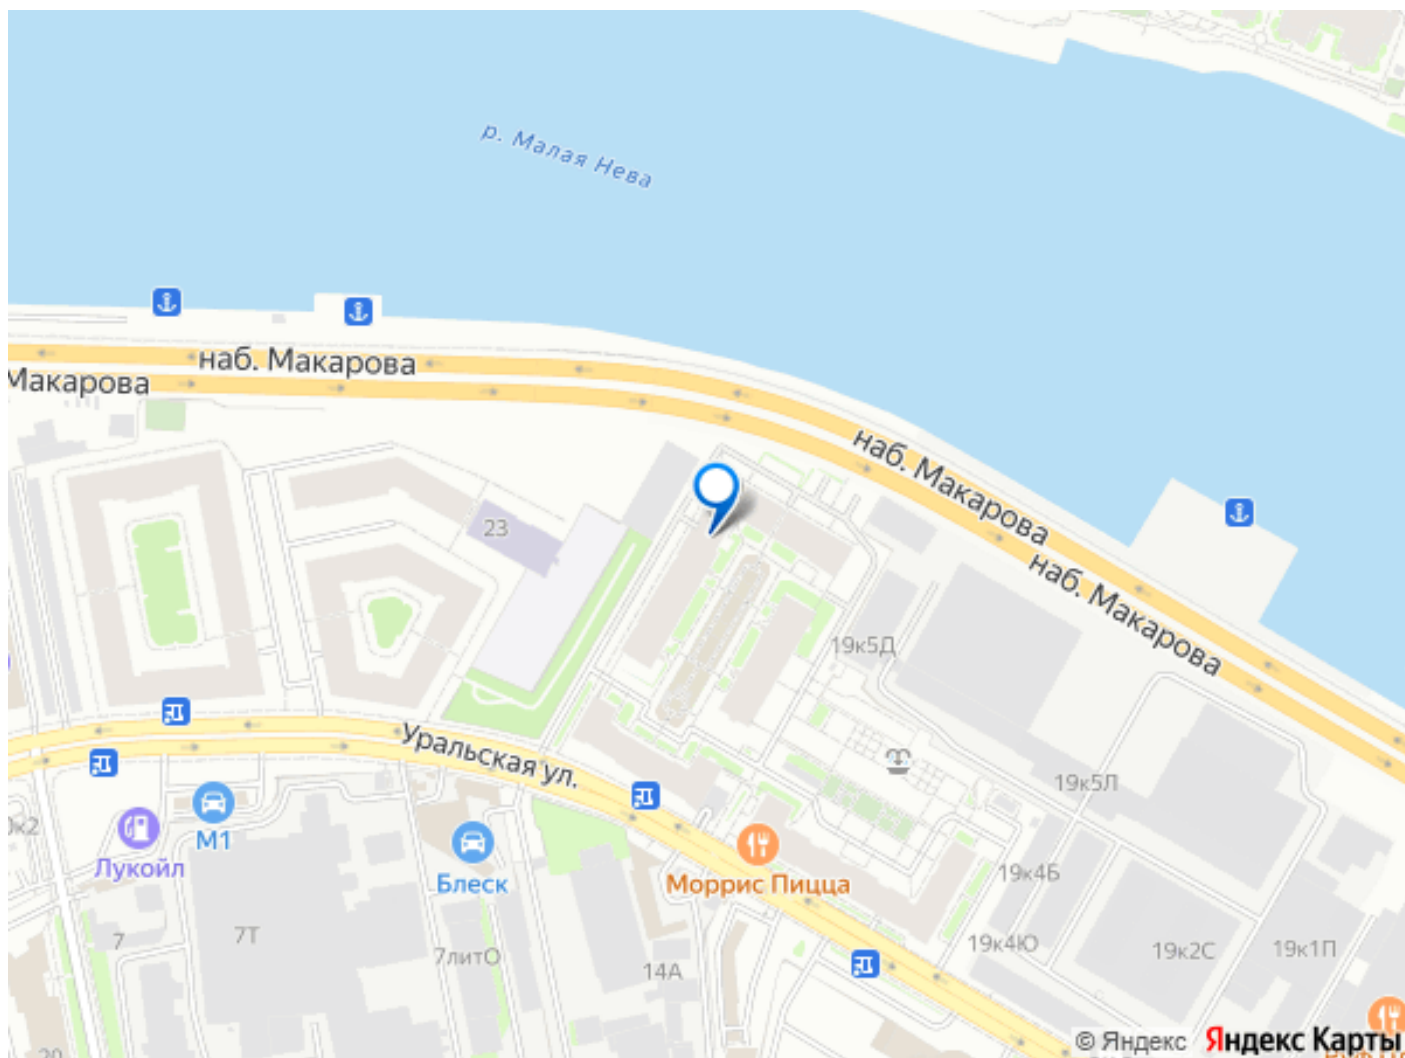 р. Малая Нева
наб. Макарова
Макарова
наб. Макарова
наб. Макарова
23
19к5Д
Уральская ул.
19к5Л
М1
Лукойл
Блеск
Моррис Пицца
19к4Б
7
7Т
7литО
14А
19к4Ю
19к2С
19к1П
© Яндекс Яндекс Карты